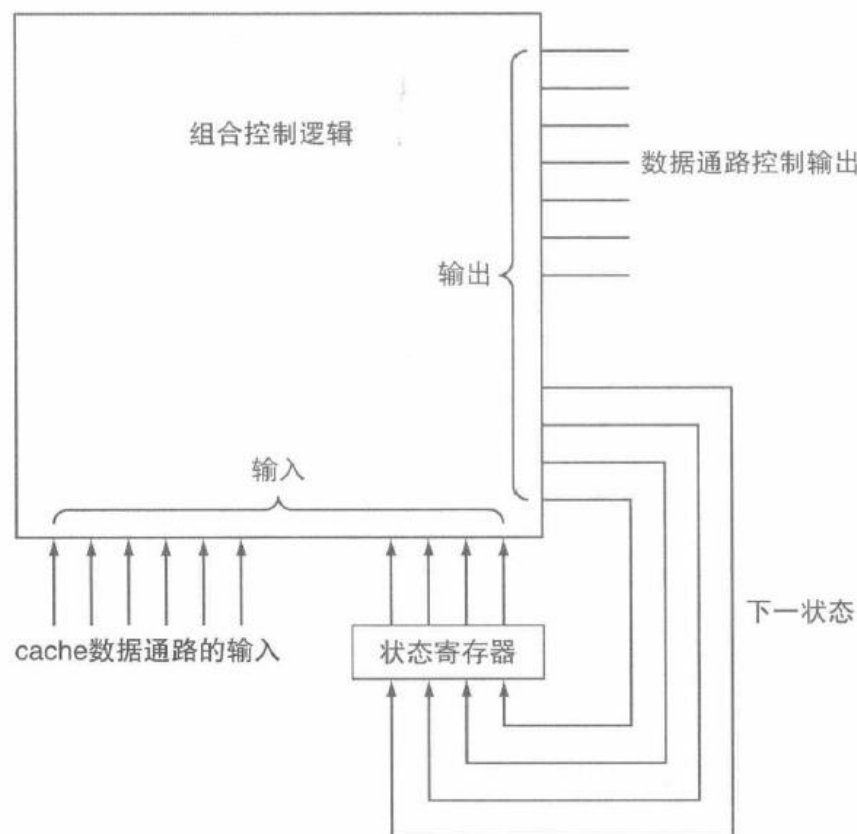 组合控制逻辑
数据通路控制输出
输出
输入
下一状态
cache数据通路的输入
状态寄存器